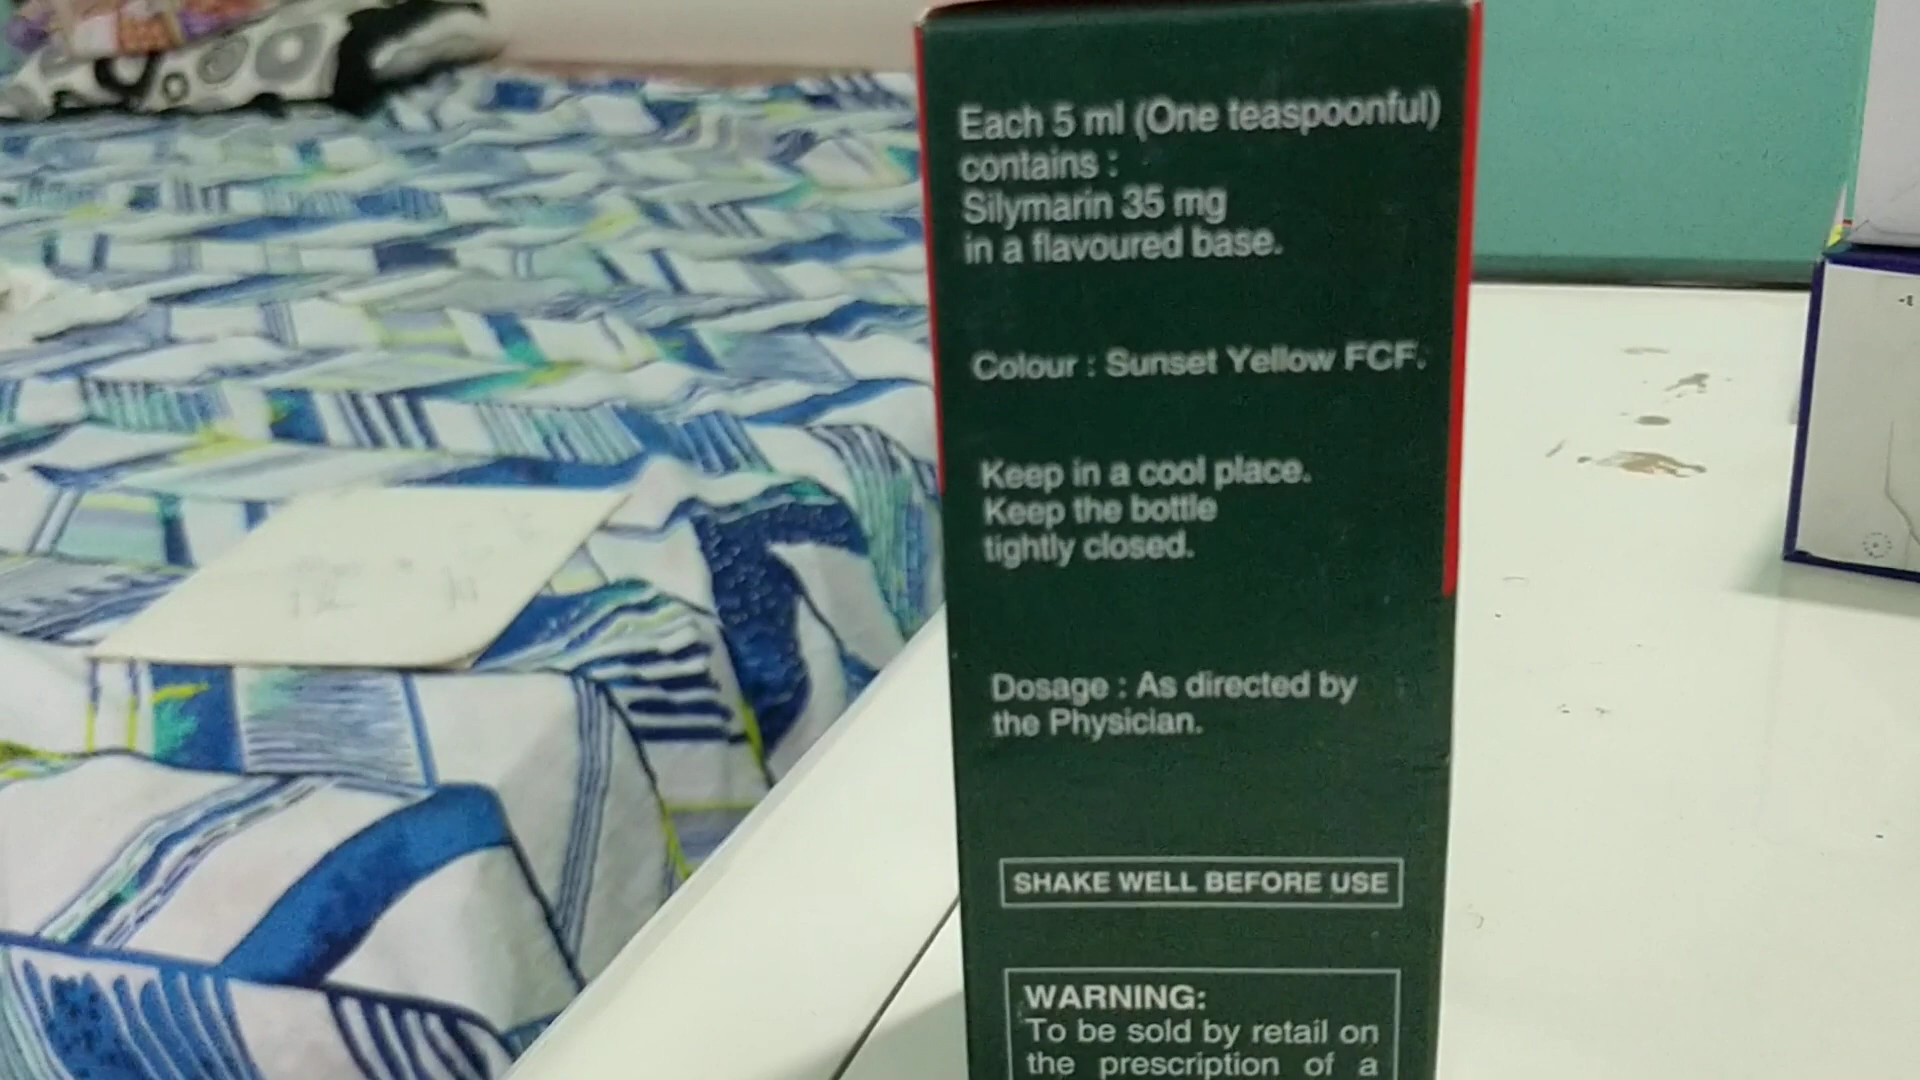 Each 5 ml (One teaspoonful)
contains :
Silymarin 35 mg
in a flavoured base.
Colour : Sunset Yellow FCF.
Keep in a cool place.
Keep the bottle
tightly closed.
Dosage : As directed by
the Physician.
SHAKE WELL BEFORE USE
WARNING:
To be sold by retail on
the prescription of a